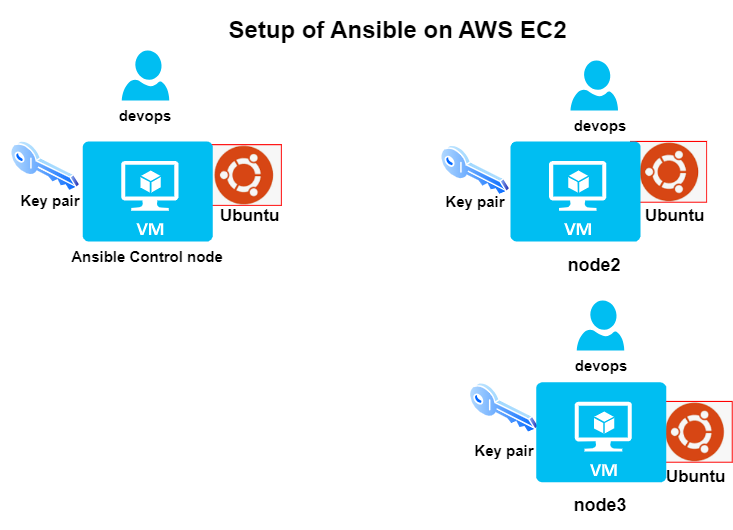 Setup of Ansible on AWS EC2
devops
Key pair
VM
Ubuntu
Ansible Control node
devops
Key pair
VM
Ubuntu
node2
devops
Key pair
VM
Ubuntu
node3